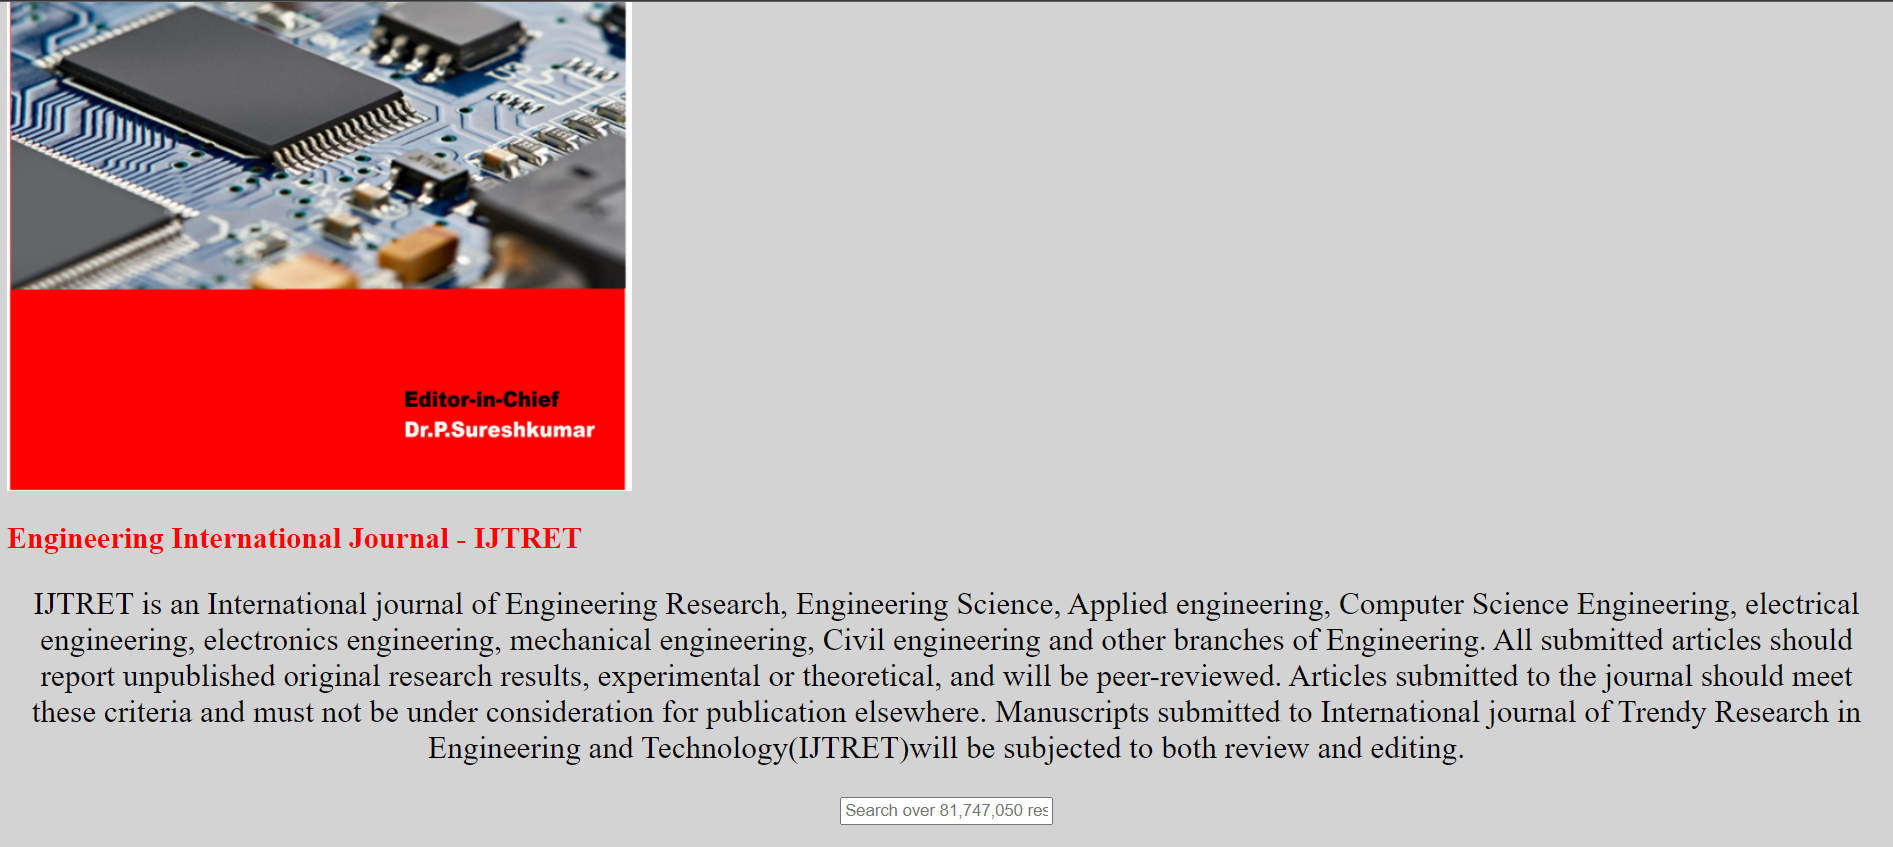 Editor-in-Chief
Dr.P.Sureshkumar
Engineering International Journal - IJTRET
IJTRET is an International journal of Engineering Research, Engineering Science, Applied engineering, Computer Science Engineering, electrical
engineering, electronics engineering, mechanical engineering, Civil engineering and other branches of Engineering. All submitted articles should
report unpublished original research results, experimental or theoretical, and will be peer-reviewed. Articles submitted to the journal should meet
these criteria and must not be under consideration for publication elsewhere. Manuscripts submitted to International journal of Trendy Research in
Engineering and Technology(IJTRET)will be subjected to both review and editing.
Search over 81,747,050 res